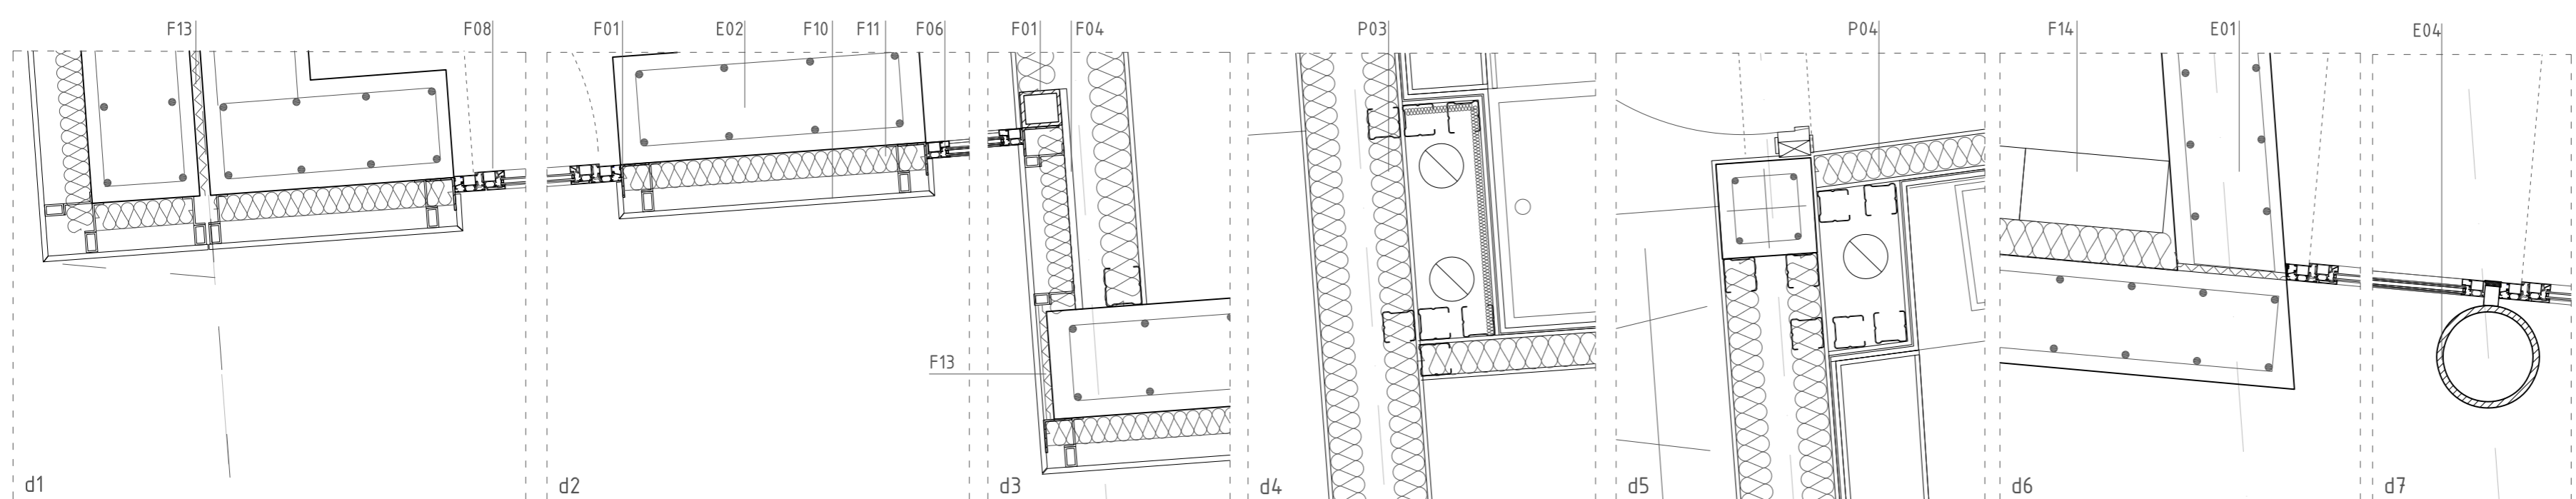 F13 F08 F01 E02 F10 F11 F06 F01 F04 P03 P04 F14 E01 E04
F13
d1 d2 d3 d4 d5 d6 d7